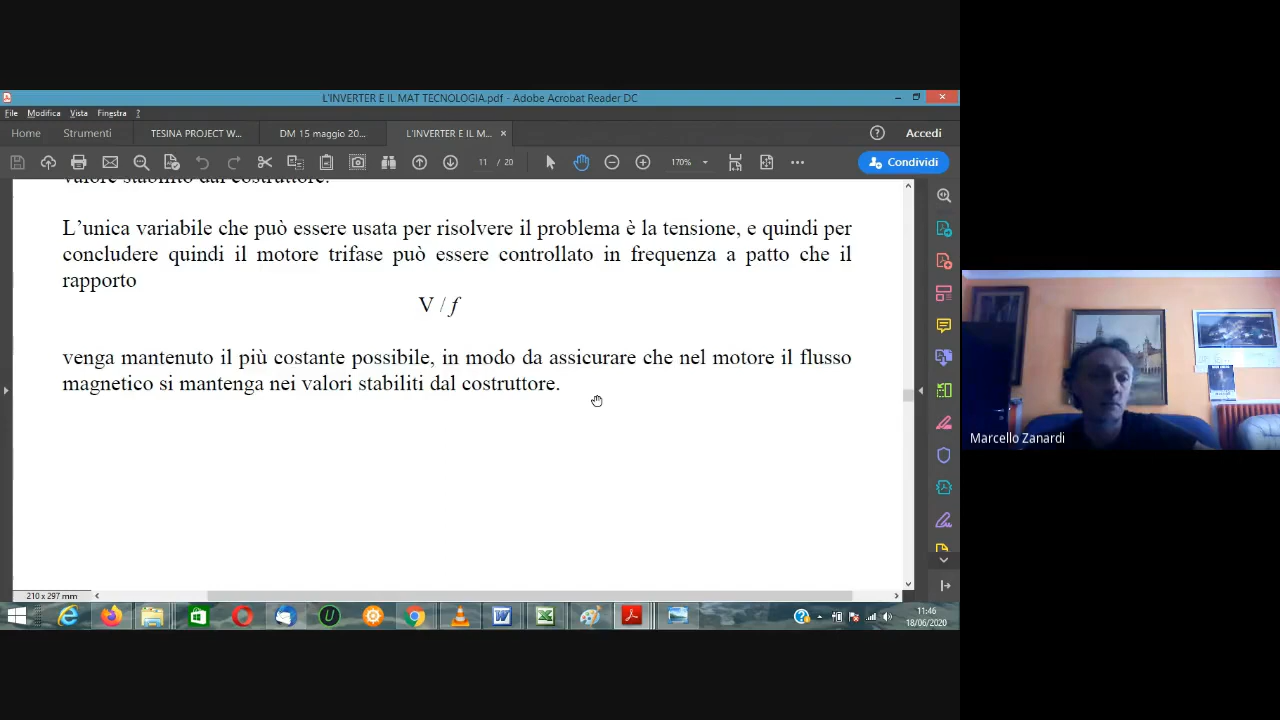 L'INVERTER E IL MAT TECNOLOGIA.pdf - Adobe Acrobat Reader DC
File Modifica Vista Finestra ?
Home Strumenti TESINA PROJECT W... DM 15 maggio 20... L'INVERTER E IL M... × ? Accedi
11 / 20 170% Condividi
valore stabilito dal costruttore.
L'unica variabile che può essere usata per risolvere il problema è la tensione, e quindi per
concludere quindi il motore trifase può essere controllato in frequenza a patto che il
rapporto
V / f
venga mantenuto il più costante possibile, in modo da assicurare che nel motore il flusso
magnetico si mantenga nei valori stabiliti dal costruttore.
Marcello Zanardi
210 x 297 mm
11:46
18/06/2020